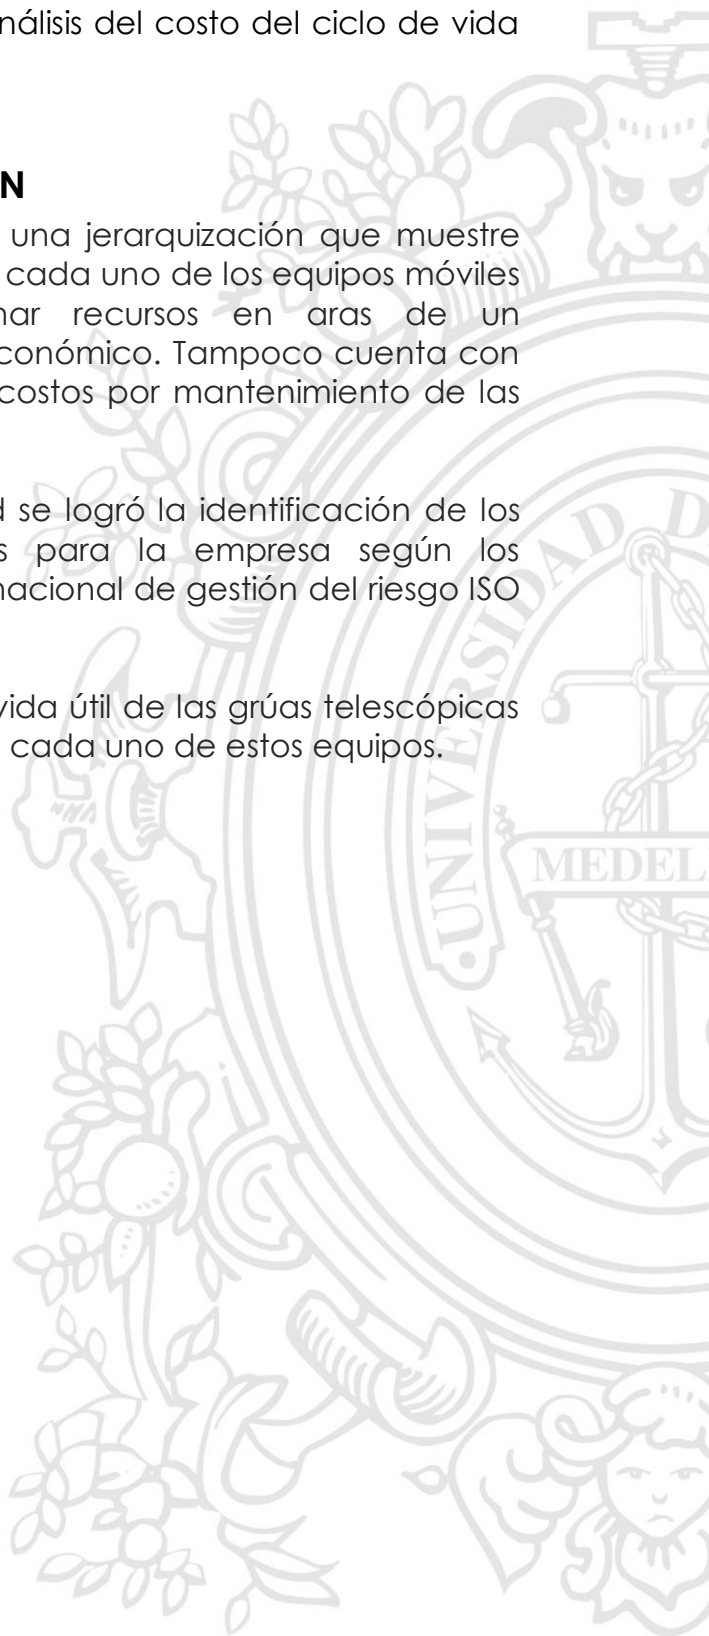 nálisis del costo del ciclo de vida
N
una jerarquización que muestre
cada uno de los equipos móviles
nar recursos en aras de un
conómico. Tampoco cuenta con
costos por mantenimiento de las
d se logró la identificación de los
s para la empresa según los
nacional de gestión del riesgo ISO
vida útil de las grúas telescópicas
cada uno de estos equipos.
UNIVERSIDAD D
MEDEL